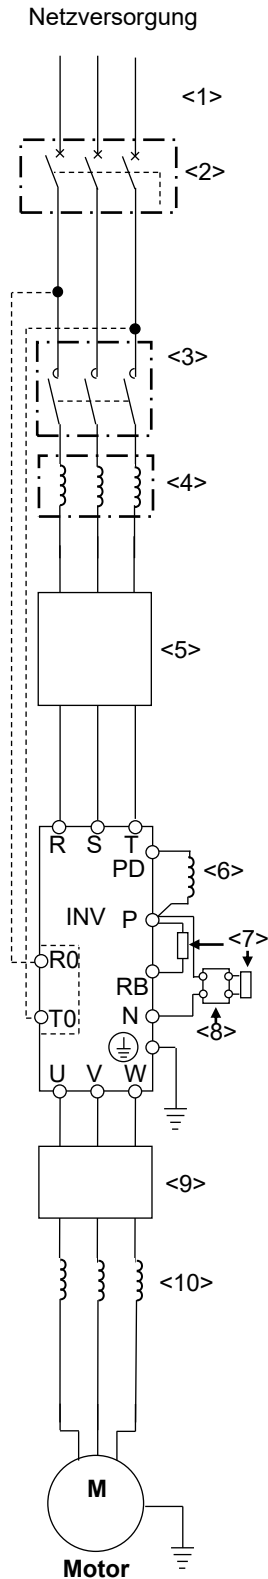 Netzversorgung
<1>
<2>
<3>
<4>
<5>
R S T
PD
<6>
INV P
<7>
R0
RB
N
<8>
T0
U V W
<9>
<10>
M
Motor